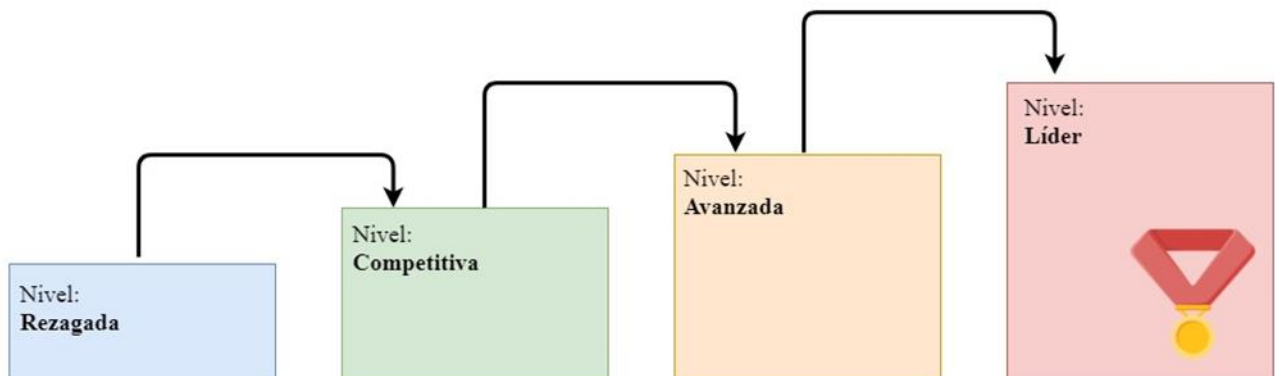 Nivel:
Rezagada
Nivel:
Competitiva
Nivel:
Avanzada
Nivel:
Líder